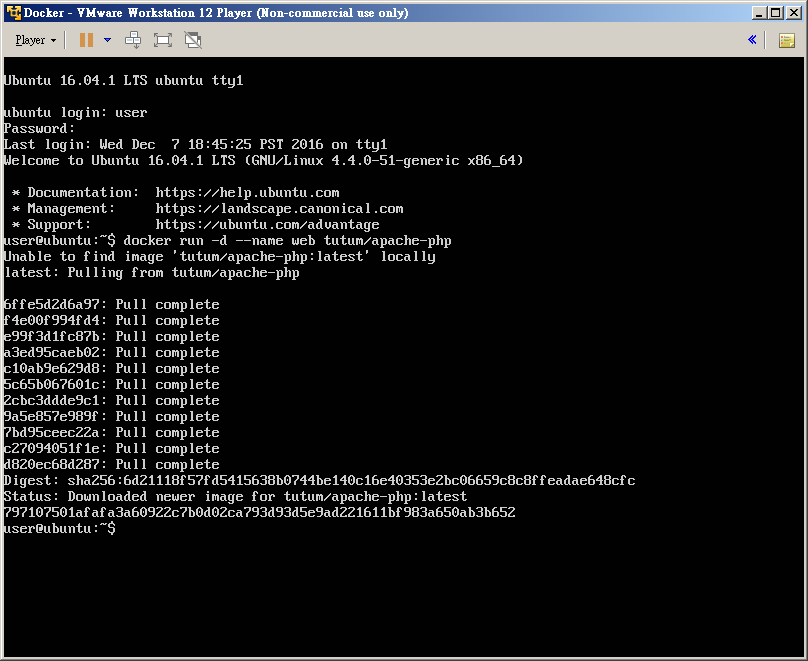 Docker - VMware Workstation 12 Player (Non-commercial use only)
Player
Ubuntu 16.04.1 LTS ubuntu tty1
ubuntu login: user
Password:
Last login: Wed Dec  7 18:45:25 PST 2016 on tty1
Welcome to Ubuntu 16.04.1 LTS (GNU/Linux 4.4.0-51-generic x86_64)
* Documentation:  https://help.ubuntu.com
* Management:     https://landscape.canonical.com
* Support:        https://ubuntu.com/advantage
user@ubuntu:~$ docker run -d --name web tutum/apache-php
Unable to find image 'tutum/apache-php:latest' locally
latest: Pulling from tutum/apache-php
6ffe5d2d6a97: Pull complete
f4e00f994fd4: Pull complete
e99f3d1fc87b: Pull complete
a3ed95caeb02: Pull complete
c10ab9e629d8: Pull complete
5c65b067601c: Pull complete
2cbc3ddde9c1: Pull complete
9a5e857e989f: Pull complete
7bd95ceec22a: Pull complete
c27094051f1e: Pull complete
d820ec68d287: Pull complete
Digest: sha256:6d21118f57fd5415638b0744be140c16e40353e2bc06659c8c8ffeadae648cfc
Status: Downloaded newer image for tutum/apache-php:latest
797107501afafa3a60922c7b0d02ca793d93d5e9ad221611bf983a650ab3b652
user@ubuntu:~$